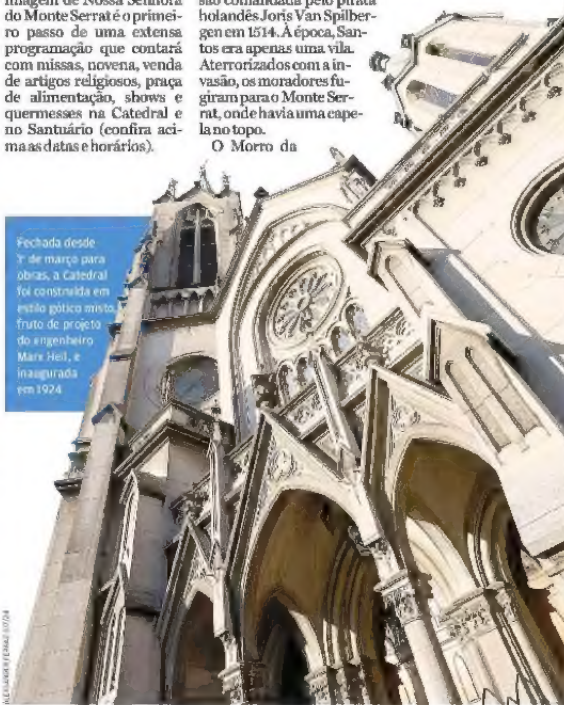 imagem de Nossa Senhora
do Monte Serrat é o primei-
ro passo de uma extensa
programação que contará
com missas, novena, venda
de artigos religiosos, praça
de alimentação, shows e
quermesses na Catedral e
no Santuário (confira aci-
ma as datas e horários).
são comandada pelo pirata
holandês Joris Van Spilber-
gen em 1514. À época, San-
tos era apenas uma vila.
Aterrorizados com a in-
vasão, os moradores fu-
giram para o Monte Ser-
rat, onde havia uma cape-
la no topo.
O Morro da
Fechada desde
1º de março para
obras, a Catedral
foi construída em
estilo gótico misto,
fruto de projeto
do engenheiro
Marx Heil, e
inaugurada
em 1924
ALEXSANDER FERRAZ